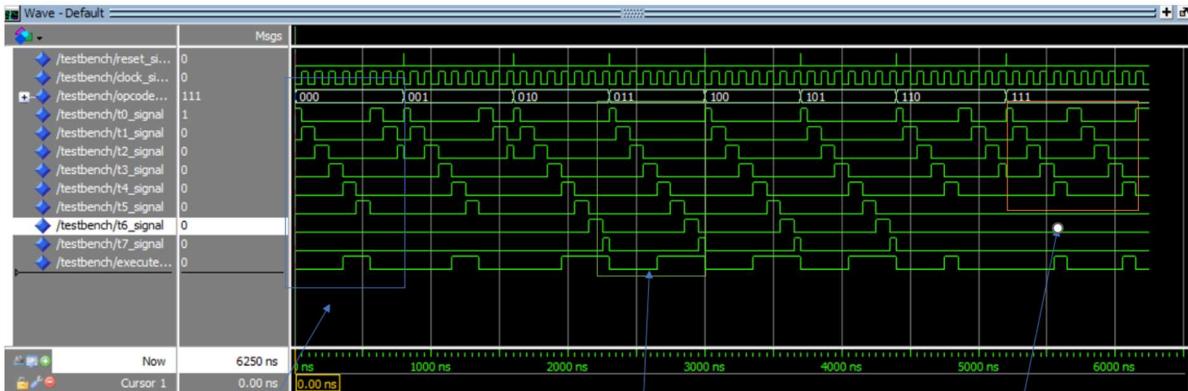 Wave - Default
Msgs
/testbench/reset_si... 0
/testbench/clock_si... 0
/testbench/opcode... 111 000 001 010 011 100 101 110 111
/testbench/t0_signal 1
/testbench/t1_signal 0
/testbench/t2_signal 0
/testbench/t3_signal 0
/testbench/t4_signal 0
/testbench/t5_signal 0
/testbench/t6_signal 0
/testbench/t7_signal 0
/testbench/execute... 0
Now 6250 ns ns 1000 ns 2000 ns 3000 ns 4000 ns 5000 ns 6000 ns
Cursor 1 0.00 ns 0.00 ns